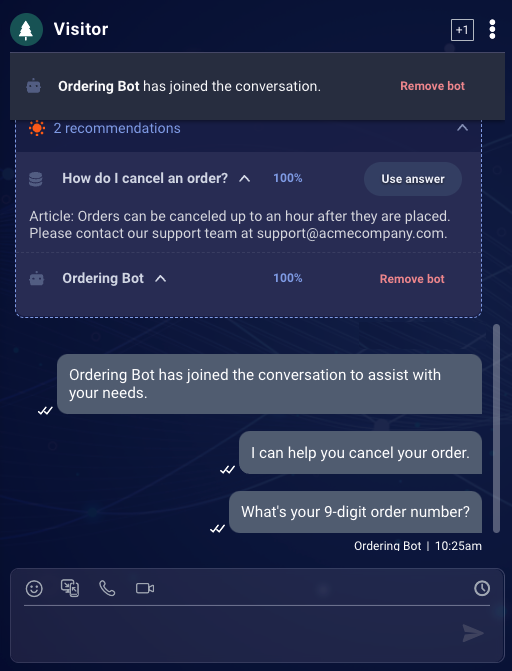 Visitor
+1
Ordering Bot has joined the conversation.
Remove bot
2 recommendations
How do I cancel an order?
100%
Use answer
Article: Orders can be canceled up to an hour after they are placed.
Please contact our support team at support@acmecompany.com.
Ordering Bot
100%
Remove bot
Ordering Bot has joined the conversation to assist with
your needs.
I can help you cancel your order.
What's your 9-digit order number?
Ordering Bot | 10:25am